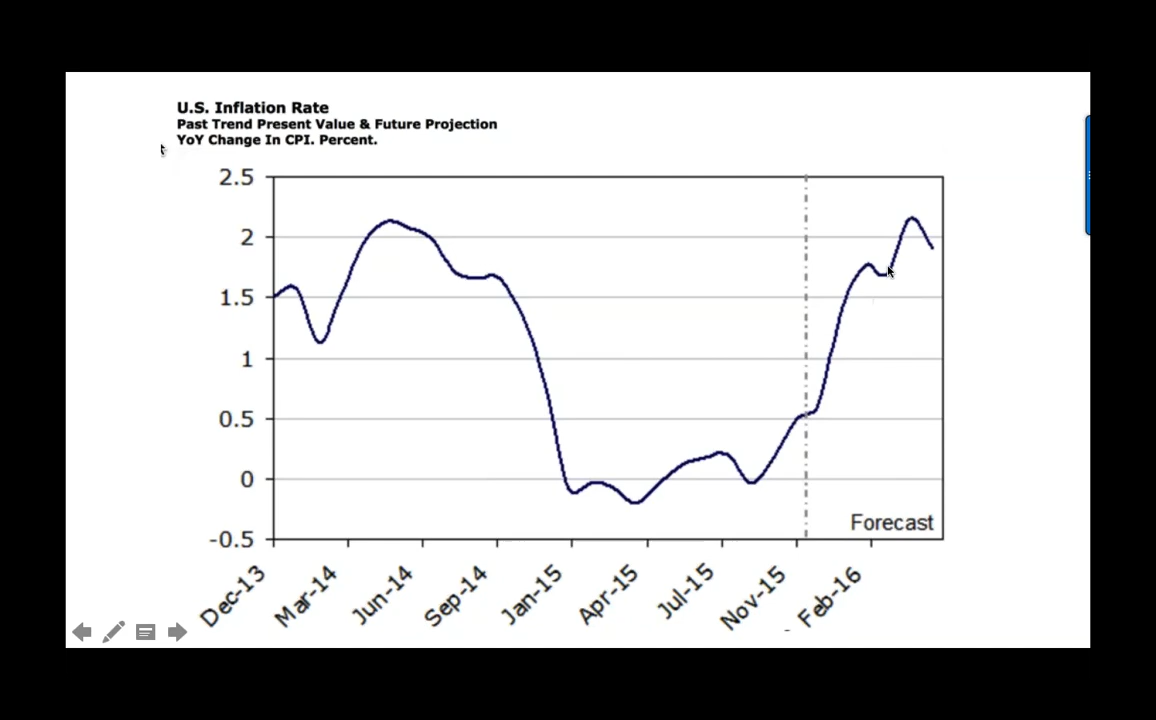 U.S. Inflation Rate
Past Trend Present Value & Future Projection
YoY Change In CPI. Percent.
2.5
2
1.5
1
0.5
0
-0.5
Forecast
Dec-13
Mar-14
Jun-14
Sep-14
Jan-15
Apr-15
Jul-15
Nov-15
Feb-16